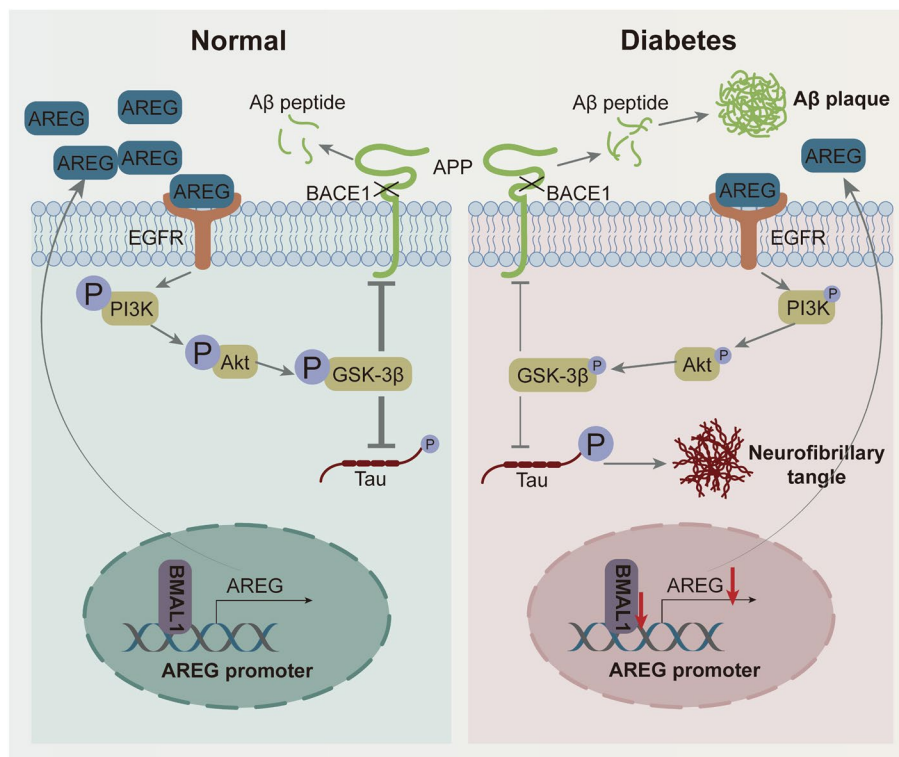 Normal
AREG
AREG
AREG
AREG
AREG
Aβ peptide
APP
BACE1
EGFR
P
PI3K
P
Akt
P
GSK-3β
P
Tau
BMAL1
AREG
AREG promoter
Diabetes
Aβ peptide
Aβ plaque
AREG
AREG
BACE1
EGFR
P
PI3K
P
Akt
P
GSK-3β
P
Tau
Neurofibrillary
tangle
BMAL1
AREG
AREG promoter